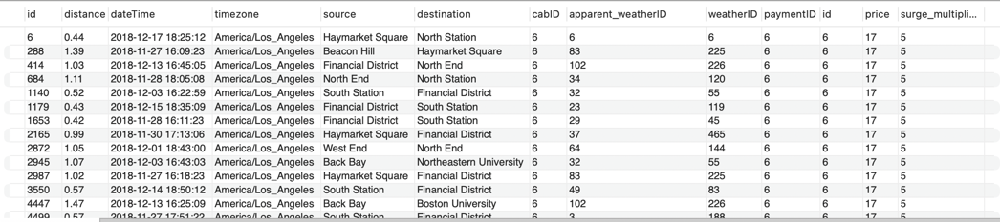 id distance dateTime timezone source destination cabID apparent_weatherID weatherID paymentID id price surge_multipli...
6 0.44 2018-12-17 18:25:12 America/Los_Angeles Haymarket Square North Station 6 6 6 6 6 17 5
288 1.39 2018-11-27 16:09:23 America/Los_Angeles Beacon Hill Haymarket Square 6 83 225 6 6 17 5
414 1.03 2018-12-13 16:45:05 America/Los_Angeles Financial District North End 6 102 226 6 6 17 5
684 1.11 2018-11-28 18:05:08 America/Los_Angeles North End North Station 6 34 120 6 6 17 5
1140 0.52 2018-12-03 16:22:59 America/Los_Angeles South Station Financial District 6 32 55 6 6 17 5
1179 0.43 2018-12-15 18:35:09 America/Los_Angeles Financial District South Station 6 23 119 6 6 17 5
1653 0.42 2018-11-28 16:11:23 America/Los_Angeles Financial District South Station 6 29 45 6 6 17 5
2165 0.99 2018-11-30 17:13:06 America/Los_Angeles Haymarket Square Financial District 6 37 465 6 6 17 5
2872 1.05 2018-12-01 18:43:00 America/Los_Angeles West End North End 6 64 144 6 6 17 5
2945 1.07 2018-12-03 16:43:03 America/Los_Angeles Back Bay Northeastern University 6 32 55 6 6 17 5
2987 1.02 2018-11-27 16:18:23 America/Los_Angeles Haymarket Square Financial District 6 83 225 6 6 17 5
3550 0.57 2018-12-14 18:50:12 America/Los_Angeles South Station Financial District 6 49 83 6 6 17 5
4447 1.47 2018-12-13 16:25:09 America/Los_Angeles Back Bay Boston University 6 102 226 6 6 17 5
4499 0.57 2018-11-27 17:51:22 America/Los_Angeles South Station Financial District 6 3 188 6 6 17 5